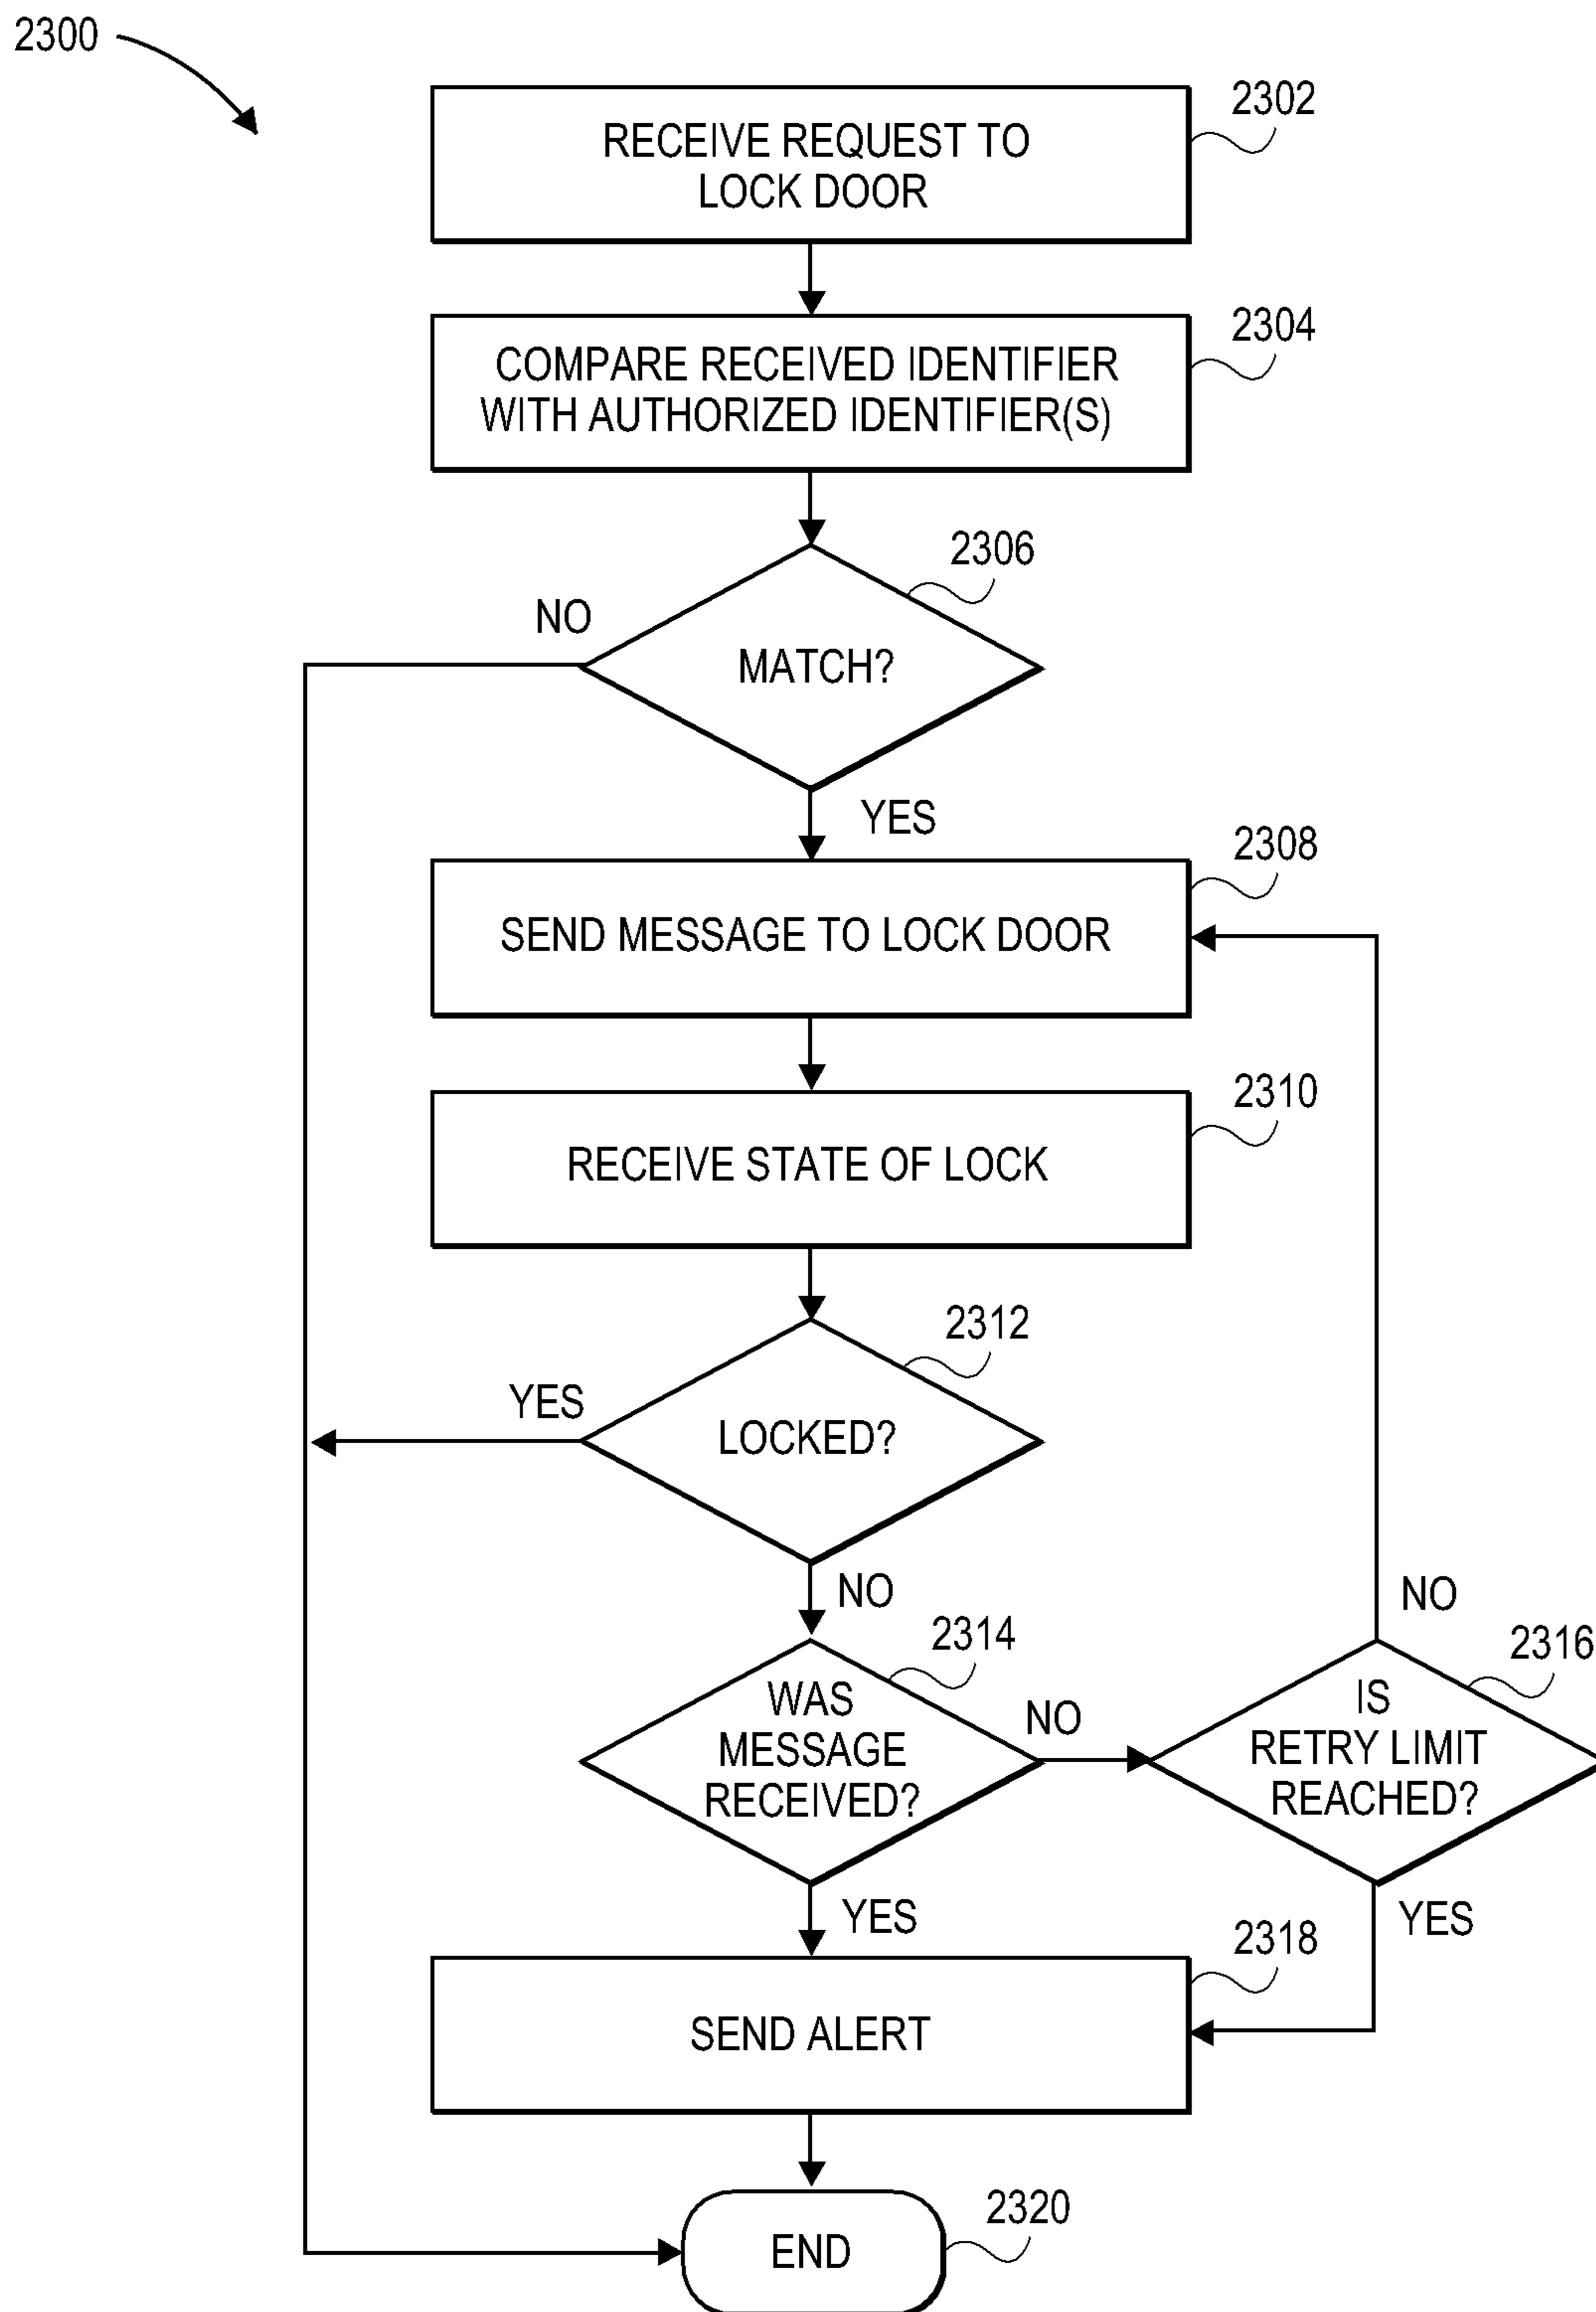 2300
2302
RECEIVE REQUEST TO
LOCK DOOR
2304
COMPARE RECEIVED IDENTIFIER
WITH AUTHORIZED IDENTIFIER(S)
2306
NO
MATCH?
YES
2308
SEND MESSAGE TO LOCK DOOR
2310
RECEIVE STATE OF LOCK
2312
YES
LOCKED?
NO
NO
2314
2316
WAS
MESSAGE
RECEIVED?
NO
IS
RETRY LIMIT
REACHED?
YES
YES
2318
SEND ALERT
2320
END